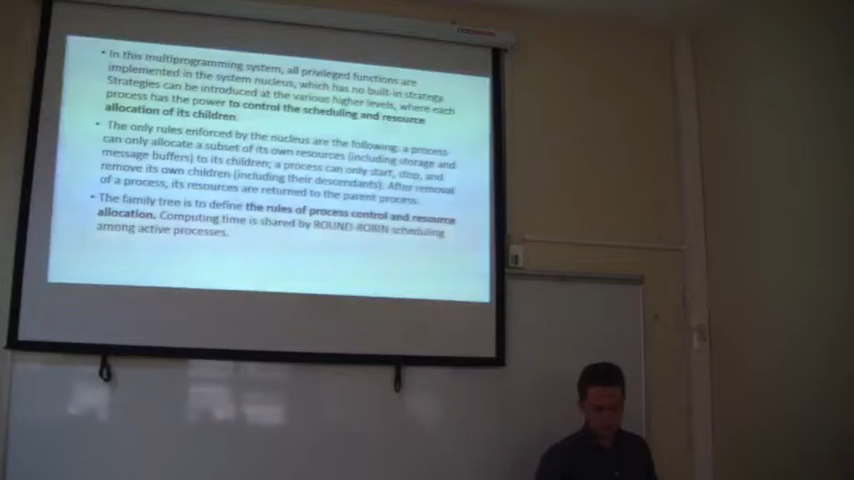 • In this multiprogramming system, all privileged functions are
implemented in the system nucleus, which has no built-in strategy.
Strategies can be introduced at the various higher levels, where each
process has the power to control the scheduling and resource
allocation of its children.
• The only rules enforced by the nucleus are the following: a process
can only allocate a subset of its own resources (including storage and
message buffers) to its children; a process can only start, stop, and
remove its own children (including their descendants). After removal
of a process, its resources are returned to the parent process.
• The family tree is to define the rules of process control and resource
allocation. Computing time is shared by ROUND-ROBIN scheduling
among active processes.